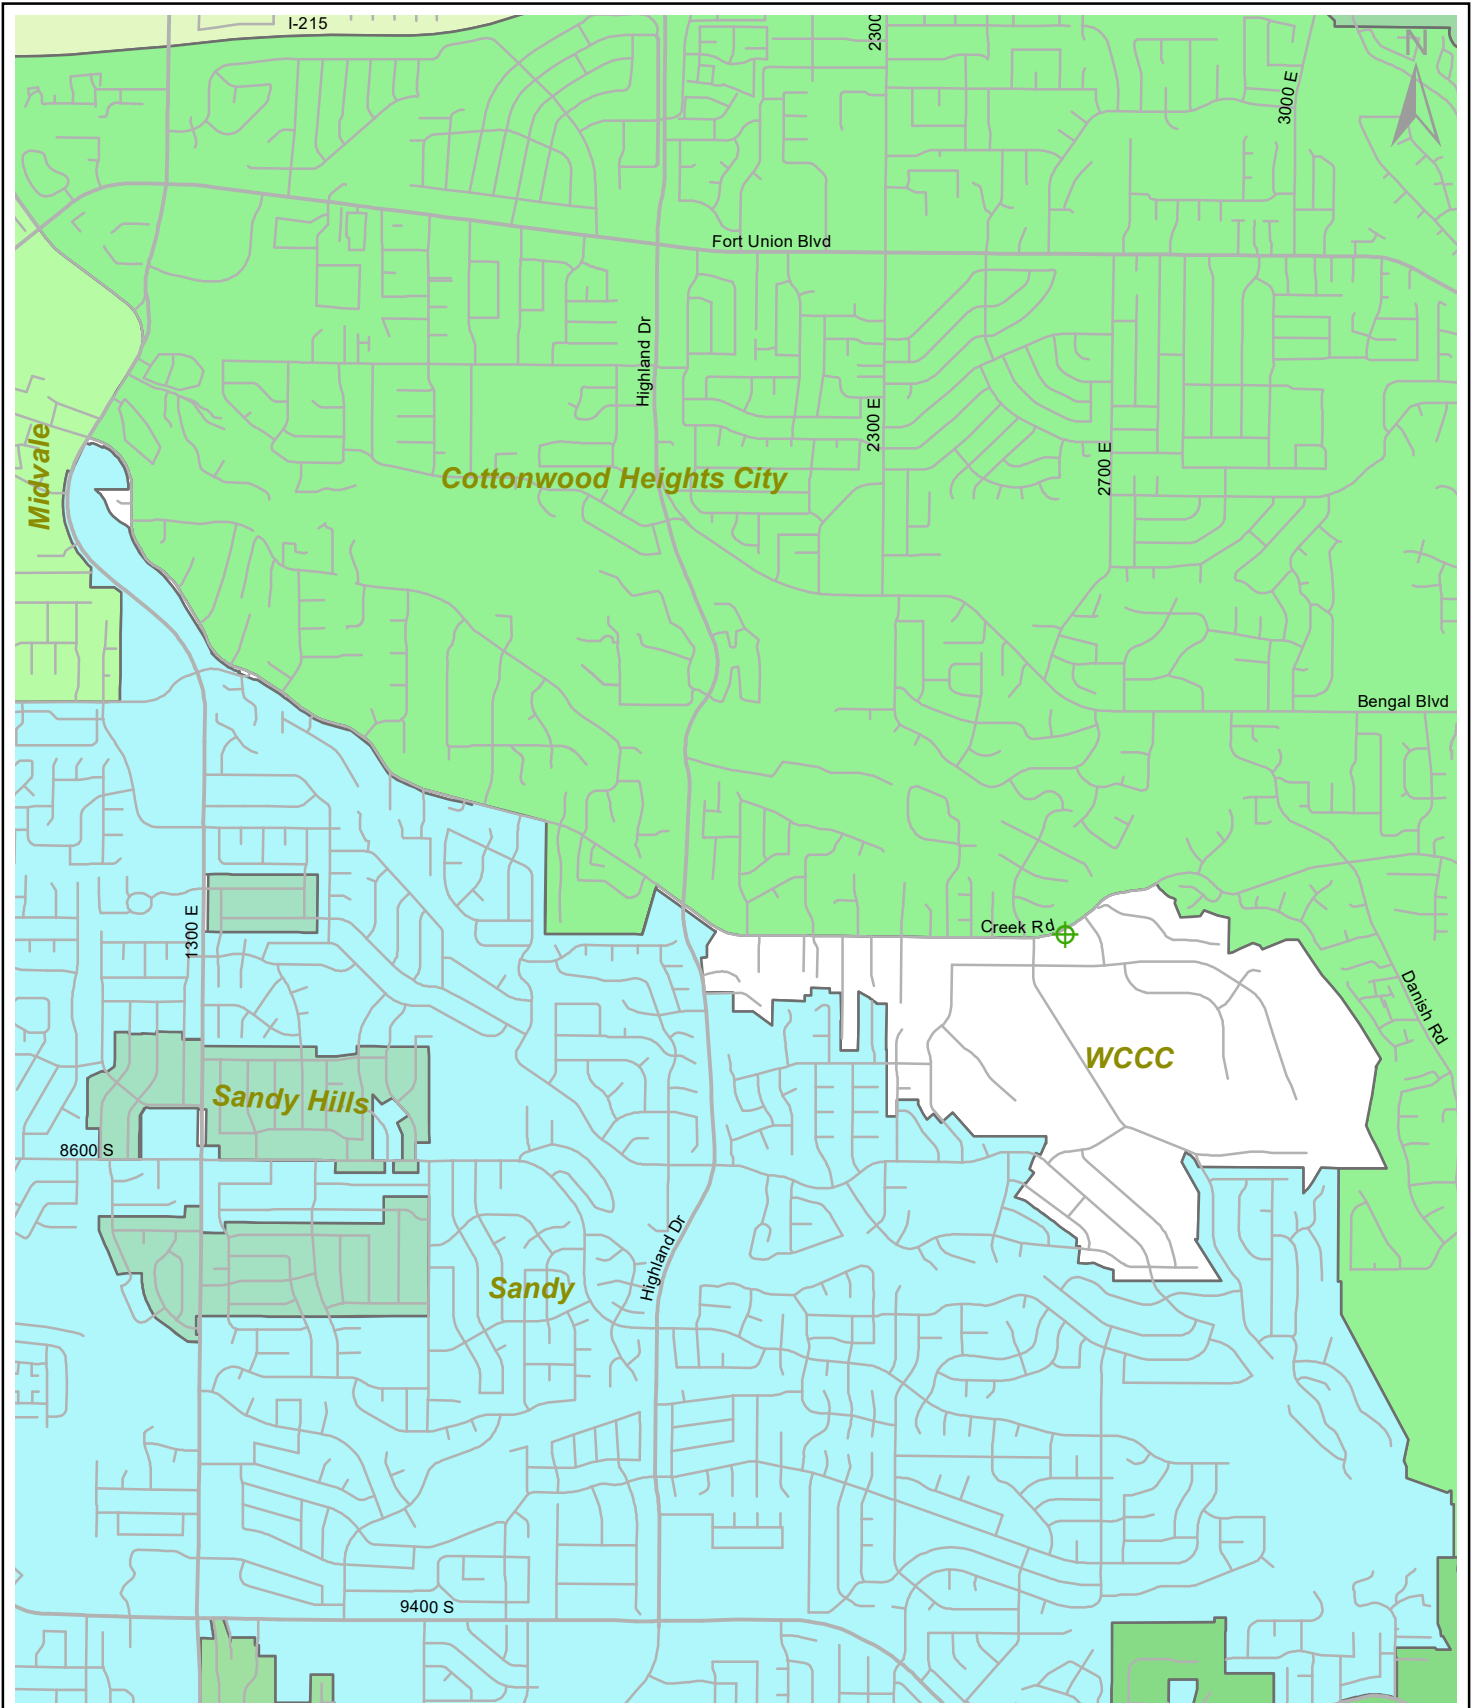 I-215
2300
N
3000 E
Fort Union Blvd
Highland Dr
2300 E
Midvale
Cottonwood Heights City
2700 E
Bengal Blvd
1300 E
Creek Rd
Danish Rd
WCCC
Sandy Hills
8600 S
Highland Dr
Sandy
9400 S